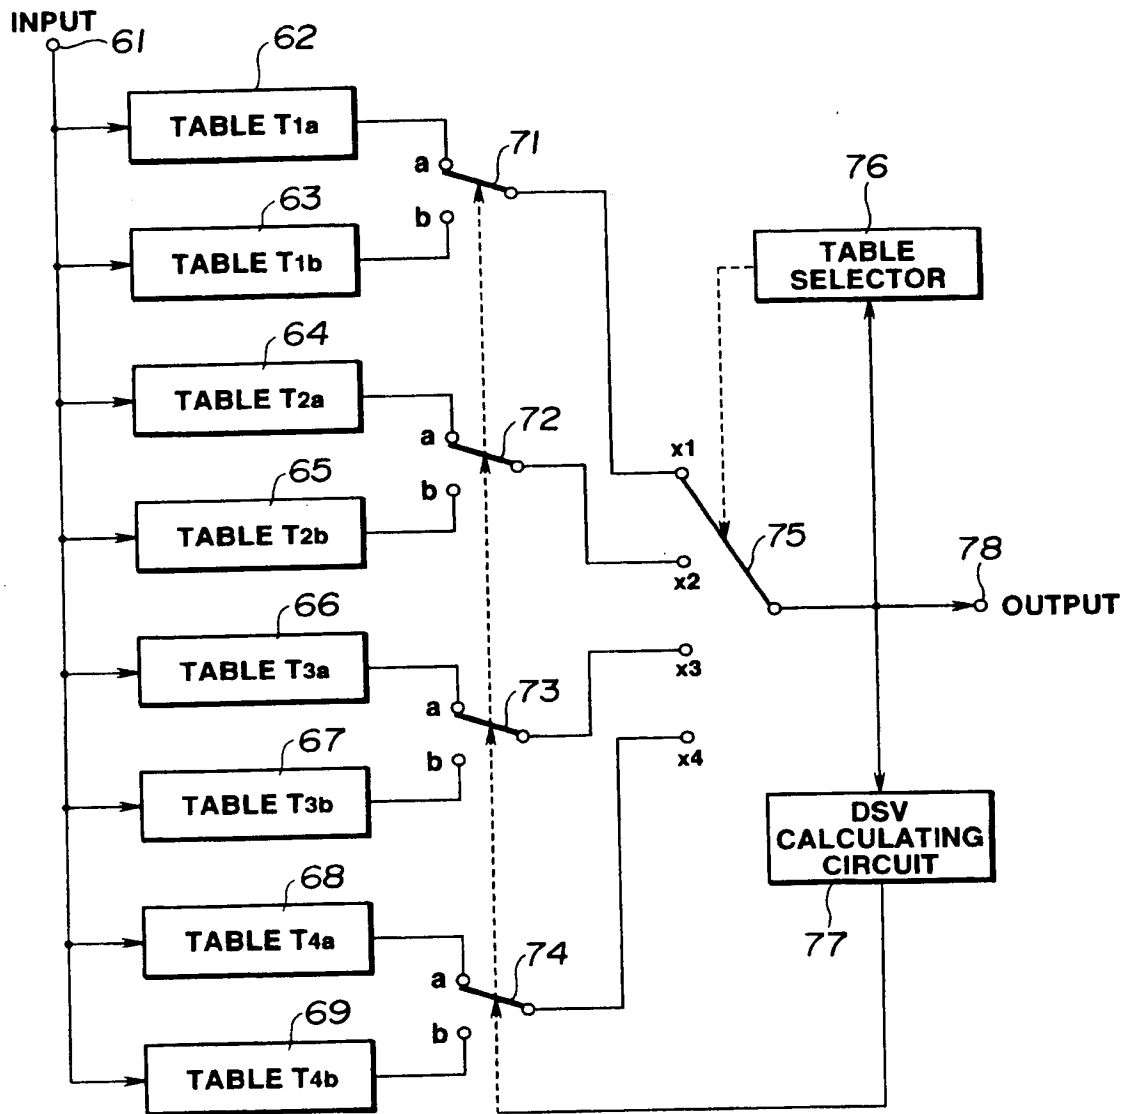 INPUT
61
62
TABLE T1a
63
TABLE T1b
64
TABLE T2a
65
TABLE T2b
66
TABLE T3a
67
TABLE T3b
68
TABLE T4a
69
TABLE T4b
a
b
71
a
b
72
a
b
73
a
b
74
x1
x2
x3
x4
75
76
TABLE
SELECTOR
78
OUTPUT
DSV
CALCULATING
CIRCUIT
77